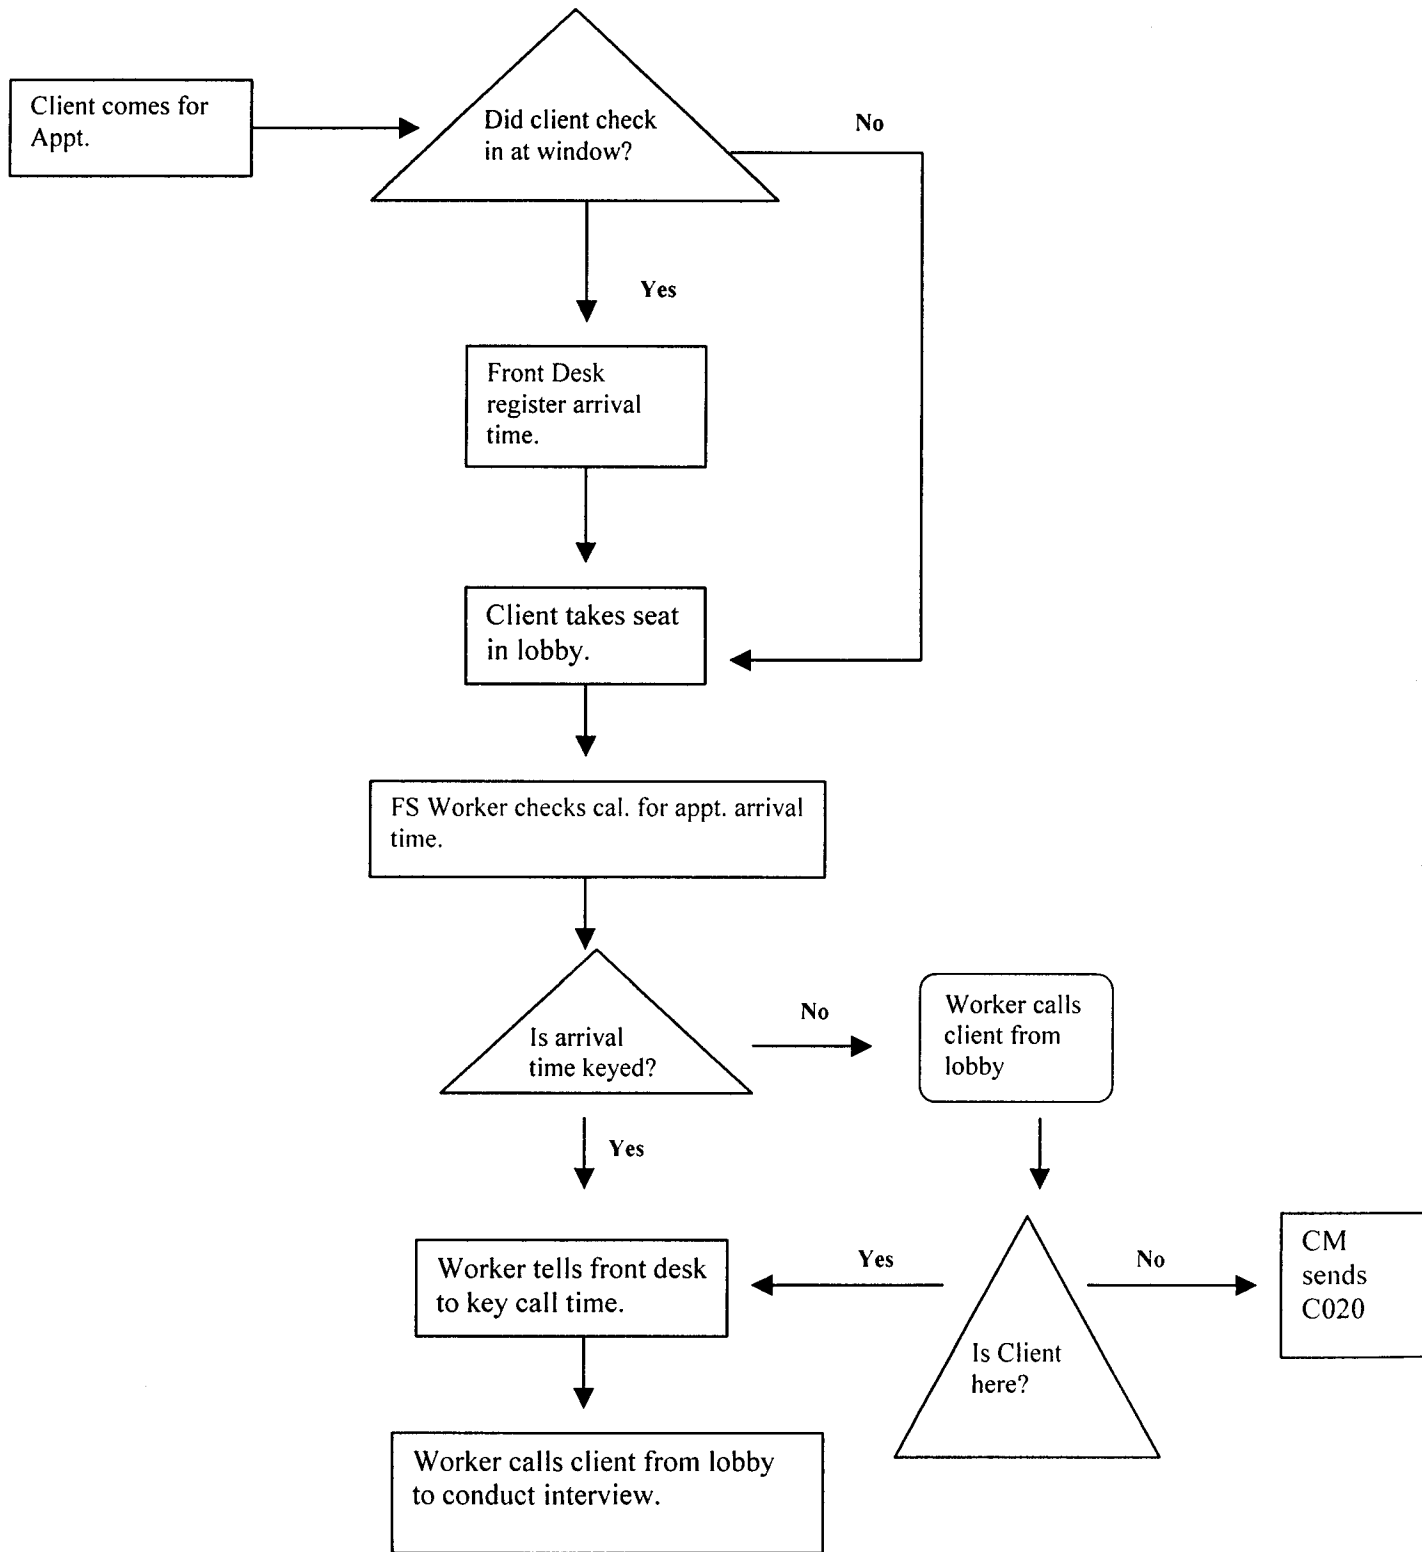 Client comes for
Appt.
Did client check
in at window?
No
Yes
Front Desk
register arrival
time.
Client takes seat
in lobby.
FS Worker checks cal. for appt. arrival
time.
Is arrival
time keyed?
No
Worker calls
client from
lobby
Yes
Worker tells front desk
to key call time.
Yes
Is Client
here?
No
CM
sends
C020
Worker calls client from lobby
to conduct interview.